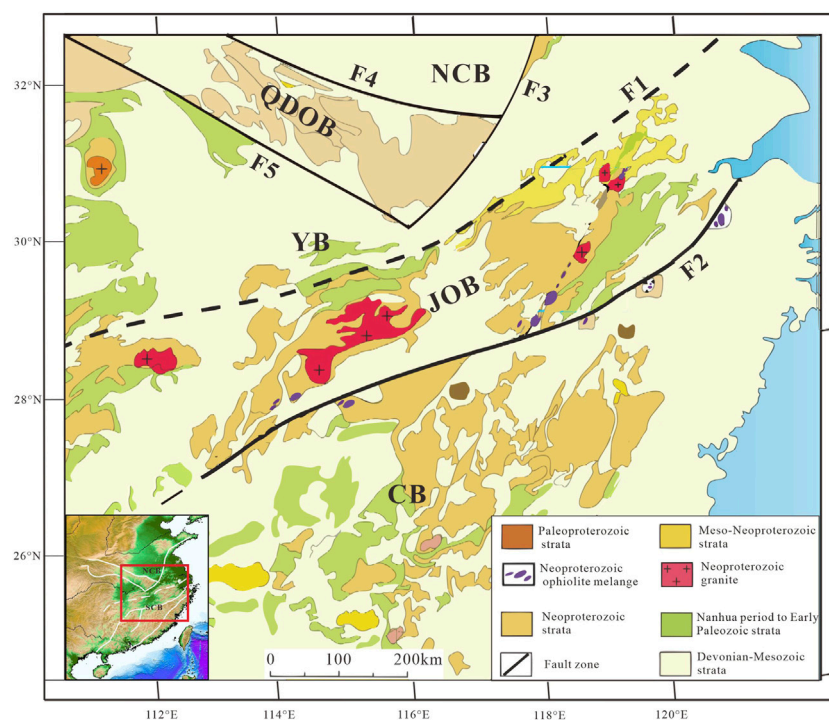 32°N
30°N
28°N
26°N
NCB
F4
F3
F1
QDOB
F5
YB
JOB
F2
CB
NCB
SCB
0 100 200km
Paleoproterozoic
strata
Meso-Neoproterozoic
strata
Neoproterozoic
ophiolite melange
Neoproterozoic
granite
Neoproterozoic
strata
Nanhua period to Early
Paleozoic strata
Fault zone
Devonian-Mesozoic
strata
112°E 114°E 116°E 118°E 120°E